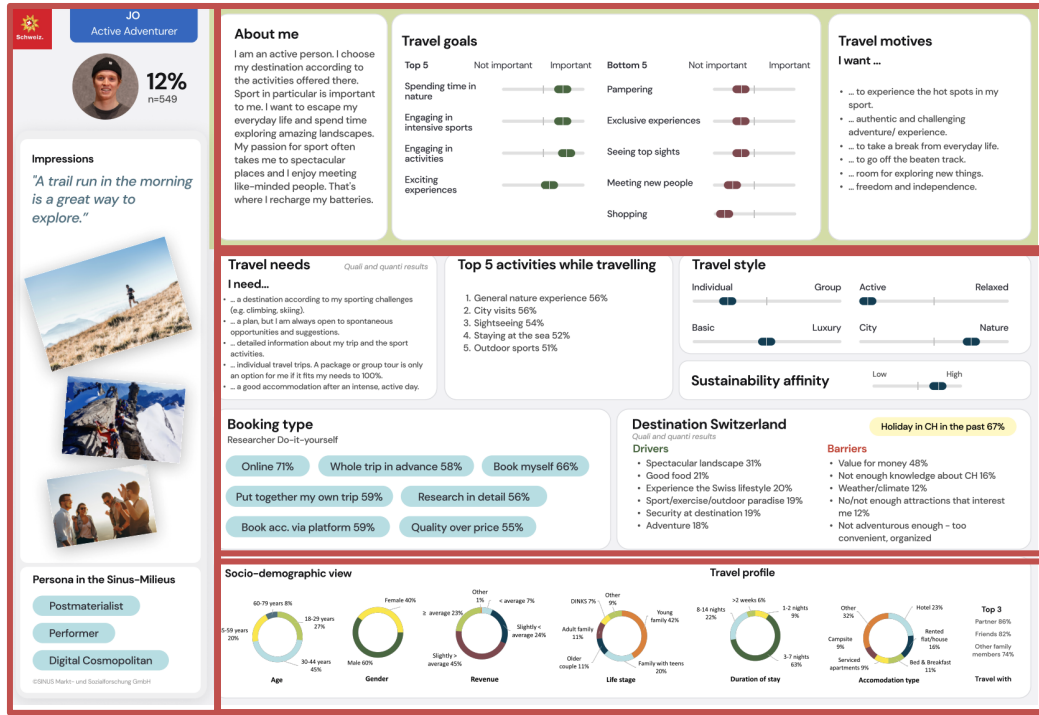 Schweiz.
JO
Active Adventurer
12%
n=549
Impressions
"A trail run in the morning
is a great way to
explore.”
Persona in the Sinus-Milieus
Postmaterialist
Performer
Digital Cosmopolitan
©SINUS Markt- und Sozialforschung GmbH
About me
I am an active person. I choose
my destination according to
the activities offered there.
Sport in particular is important
to me. I want to escape my
everyday life and spend time
exploring amazing landscapes.
My passion for sport often
takes me to spectacular
places and I enjoy meeting
like-minded people. That's
where I recharge my batteries.
Travel goals
Top 5 Not important Important
Spending time in
nature
Engaging in
intensive sports
Engaging in
activities
Exciting
experiences
Bottom 5 Not important Important
Pampering
Exclusive experiences
Seeing top sights
Meeting new people
Shopping
Travel motives
I want ...
• ... to experience the hot spots in my
sport.
• ... authentic and challenging
adventure/ experience.
• ... to take a break from everyday life.
• ... to go off the beaten track.
• ... room for exploring new things.
• ... freedom and independence.
Travel needs
Quali and quanti results
I need...
• ... a destination according to my sporting challenges
(e.g. climbing, skiing).
• ... a plan, but I am always open to spontaneous
opportunities and suggestions.
• ... detailed information about my trip and the sport
activities.
• ... individual travel trips. A package or group tour is only
an option for me if it fits my needs to 100%.
• ... a good accommodation after an intense, active day.
Top 5 activities while travelling
1. General nature experience 56%
2. City visits 56%
3. Sightseeing 54%
4. Staying at the sea 52%
5. Outdoor sports 51%
Travel style
Individual Group
Active Relaxed
Basic Luxury
City Nature
Sustainability affinity
Low High
Booking type
Researcher Do-it-yourself
Online 71%
Whole trip in advance 58%
Book myself 66%
Put together my own trip 59%
Research in detail 56%
Book acc. via platform 59%
Quality over price 55%
Destination Switzerland
Quali and quanti results
Holiday in CH in the past 67%
Drivers
• Spectacular landscape 31%
• Good food 21%
• Experience the Swiss lifestyle 20%
• Sport/exercise/outdoor paradise 19%
• Security at destination 19%
• Adventure 18%
Barriers
• Value for money 48%
• Not enough knowledge about CH 16%
• Weather/climate 12%
• No/not enough attractions that interest
me 12%
• Not adventurous enough - too
convenient, organized
Socio-demographic view
60-79 years 8%
18-29 years
27%
5-59 years
20%
30-44 years
45%
Age
Female 40%
Male 60%
Gender
Other
1%
< average 7%
≥ average 23%
Slightly <
average 24%
Slightly >
average 45%
Revenue
Travel profile
Other
9%
DINKS 7%
Young
family 42%
Adult family
11%
Older
couple 11%
Family with teens
20%
Life stage
>2 weeks 6%
8-14 nights
22%
1-2 nights
9%
3-7 nights
63%
Duration of stay
Other
32%
Hotel 23%
Campsite
9%
Rented
flat/house
16%
Serviced
apartments 9%
Bed & Breakfast
11%
Accomodation type
Top 3
Partner 86%
Friends 82%
Other family
members 74%
Travel with